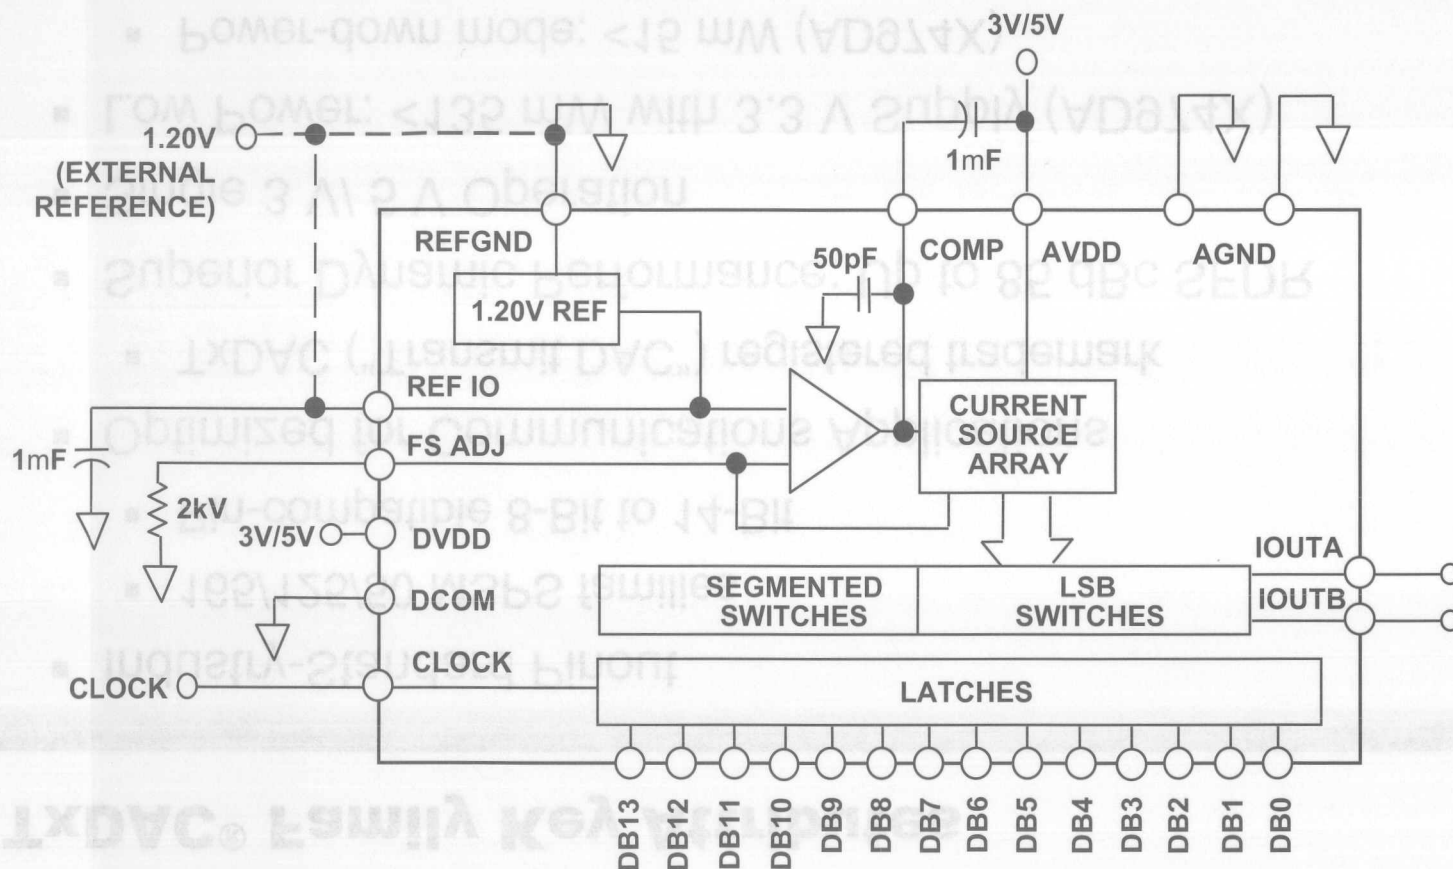 3V/5V
1.20V
(EXTERNAL
REFERENCE)
1mF
REFGND
50pF
COMP
AVDD
AGND
1.20V REF
REF IO
CURRENT
SOURCE
ARRAY
FS ADJ
1mF
2kV
3V/5V
DVDD
IOUTA
DCOM
SEGMENTED
SWITCHES
LSB
SWITCHES
IOUTB
CLOCK
CLOCK
LATCHES
DB13
DB12
DB11
DB10
DB9
DB8
DB7
DB6
DB5
DB4
DB3
DB2
DB1
DB0
TxDAC® Family Key Attributes
▪ Industry-Standard Pinout
▪ 165/125/60 MSPS families
▪ Pin-compatible 8-Bit to 14-Bit
▪ Optimized for Communications Applications
▪ TxDAC ("Transmit DAC") registered trademark
▪ Superior Dynamic Performance: Up to 85 dBc SFDR
3 V/ 5 V Operation
▪ Low Power: <135 mW with 3.3 V Supply (AD974X)
▪ Power-down mode: <15 mW (AD974X)